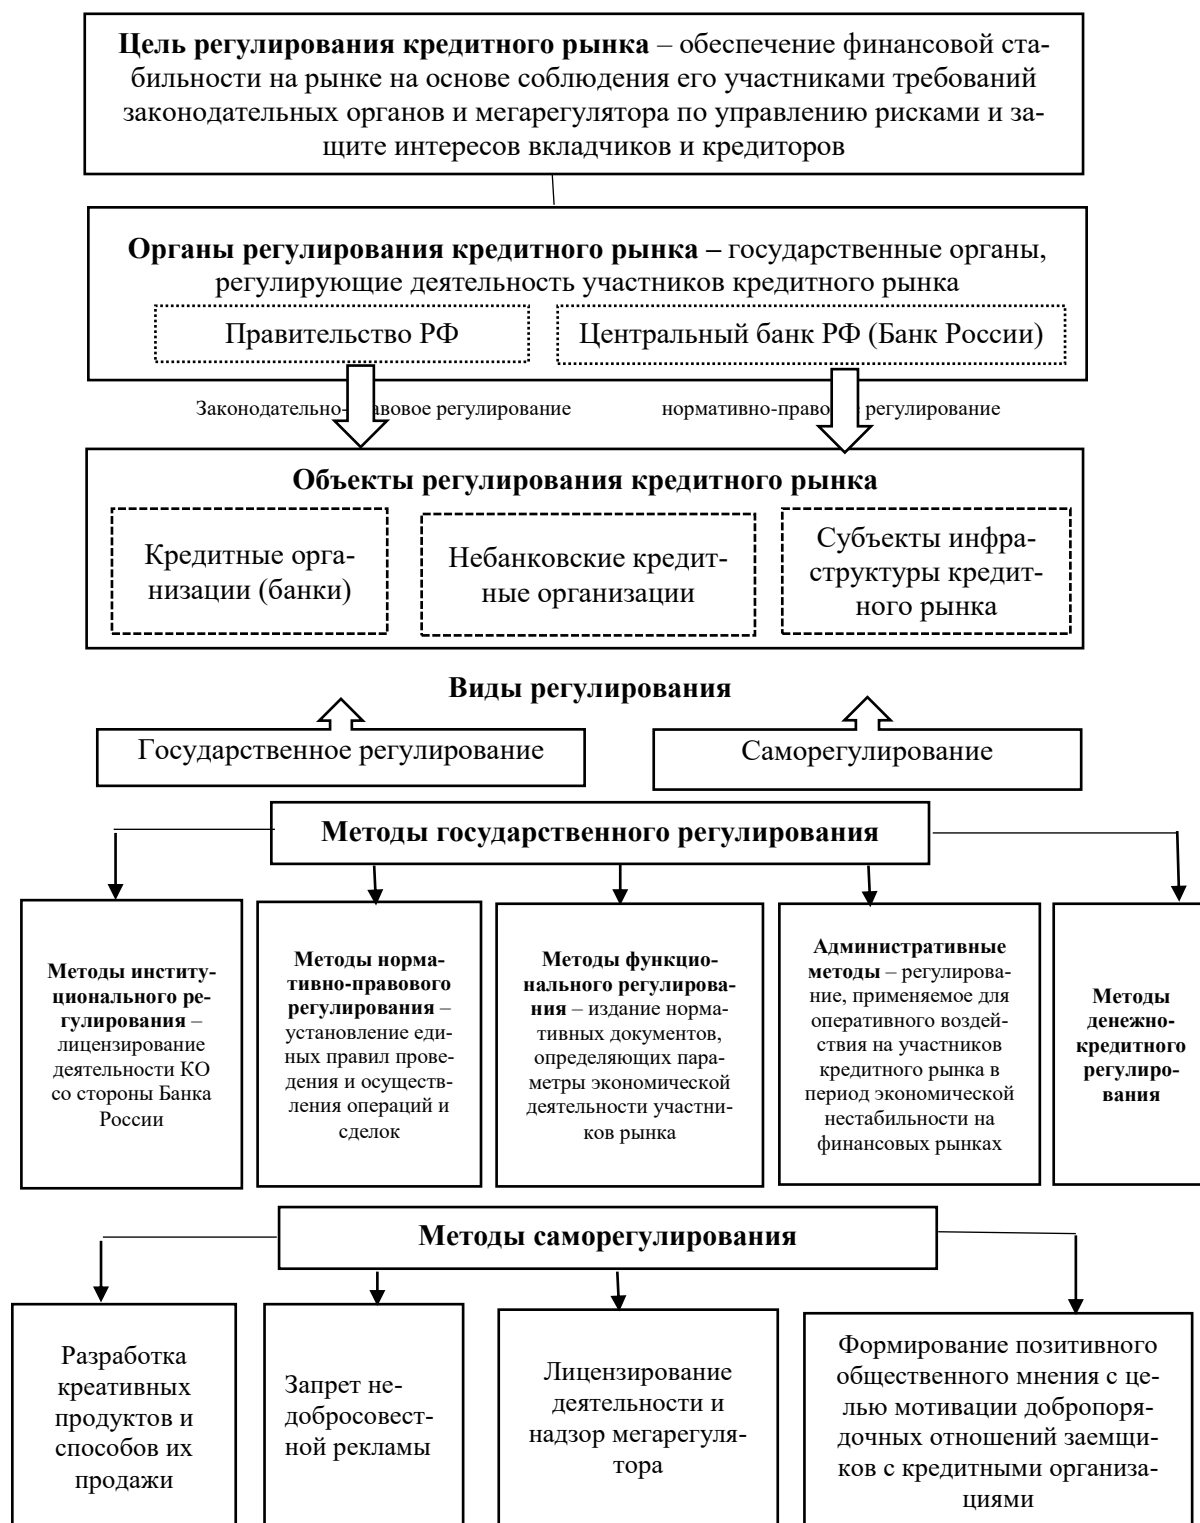 Цель регулирования кредитного рынка – обеспечение финансовой ста-
бильности на рынке на основе соблюдения его участниками требований
законодательных органов и мегарегулятора по управлению рисками и за-
щите интересов вкладчиков и кредиторов
Органы регулирования кредитного рынка – государственные органы,
регулирующие деятельность участников кредитного рынка
Правительство РФ
Центральный банк РФ (Банк России)
Законодательно-правовое регулирование
нормативно-правовое регулирование
Объекты регулирования кредитного рынка
Кредитные орга-
низации (банки)
Небанковские кредит-
ные организации
Субъекты инфра-
структуры кредит-
ного рынка
Виды регулирования
Государственное регулирование
Саморегулирование
Методы государственного регулирования
Методы институ-
ционального ре-
гулирования –
лицензирование
деятельности КО
со стороны Банка
России
Методы норма-
тивно-правового
регулирования –
установление еди-
ных правил прове-
дения и осуществ-
ления операций и
сделок
Методы функцио-
нального регулирова-
ния – издание нор-
мативных документов,
определяющих пара-
метры экономической
деятельности участни-
ков рынка
Административные
методы – регулирова-
ние, применяемое для
оперативного воздей-
ствия на участников
кредитного рынка в
период экономической
нестабильности на
финансовых рынках
Методы
денежно-
кредитного
регулиро-
вания
Методы саморегулирования
Разработка
креативных
продуктов и
способов их
продажи
Запрет не-
добросовест-
ной рекламы
Лицензирование
деятельности и
надзор мегарегуля-
тора
Формирование позитивного
общественного мнения с це-
лью мотивации добропоря-
дочных отношений заемщи-
ков с кредитными организа-
циями